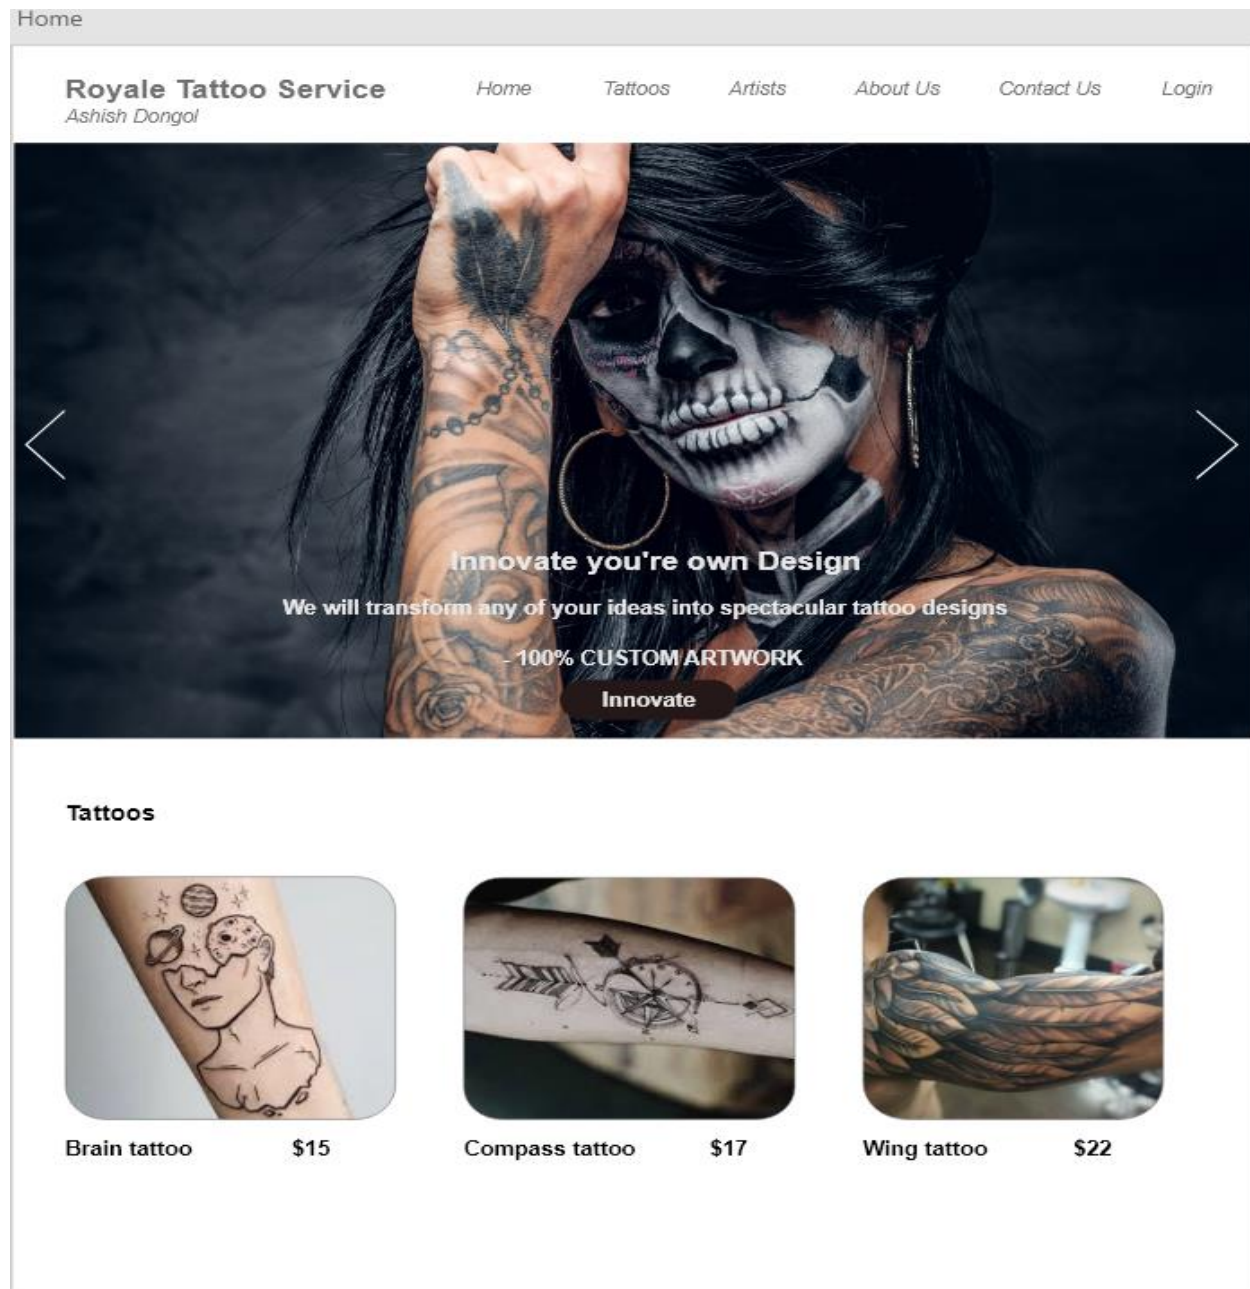 Home
Royale Tattoo Service
Ashish Dongol
Home Tattoos Artists About Us Contact Us Login
Innovate you're own Design
We will transform any of your ideas into spectacular tattoo designs
- 100% CUSTOM ARTWORK
Innovate
Tattoos
Brain tattoo $15
Compass tattoo $17
Wing tattoo $22